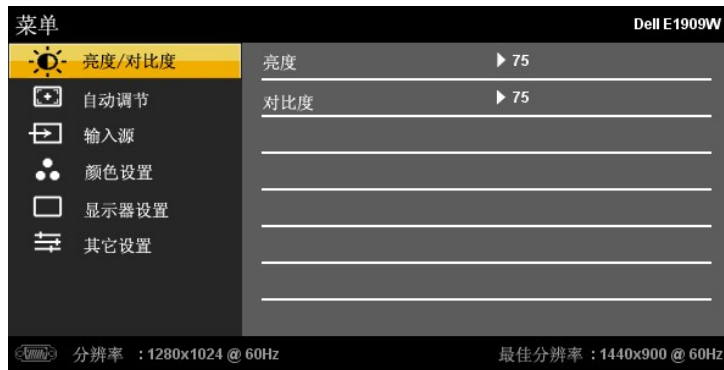 菜单 Dell E1909W
亮度/对比度 亮度 75
自动调节 对比度 75
输入源
颜色设置
显示器设置
其它设置
分辨率 : 1280x1024 @ 60Hz 最佳分辨率 : 1440x900 @ 60Hz